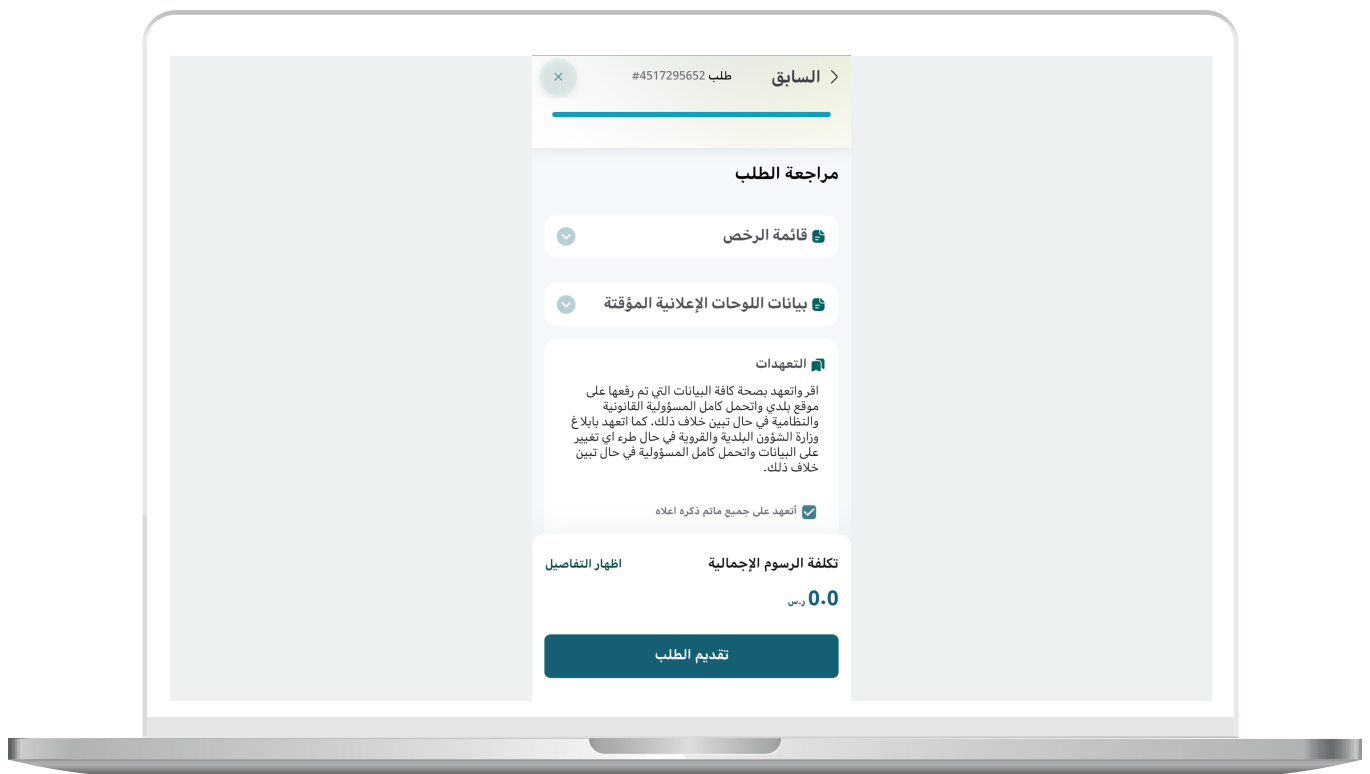 السابق
طلب 4517295652#
مراجعة الطلب
قائمة الرخص
بيانات اللوحات الإعلانية المؤقتة
التعهدات
اقر واتعهد بصحة كافة البيانات التي تم رفعها على
موقع بلدي واتحمل كامل المسؤولية القانونية
والنظامية في حال تبين خلاف ذلك. كما اتعهد بابلاغ
وزارة الشؤون البلدية والقروية في حال طرء اي تغيير
على البيانات واتحمل كامل المسؤولية في حال تبين
خلاف ذلك.
أتعهد على جميع ماتم ذكره اعلاه
تكلفة الرسوم الإجمالية
اظهار التفاصيل
0.0 ر.س
تقديم الطلب